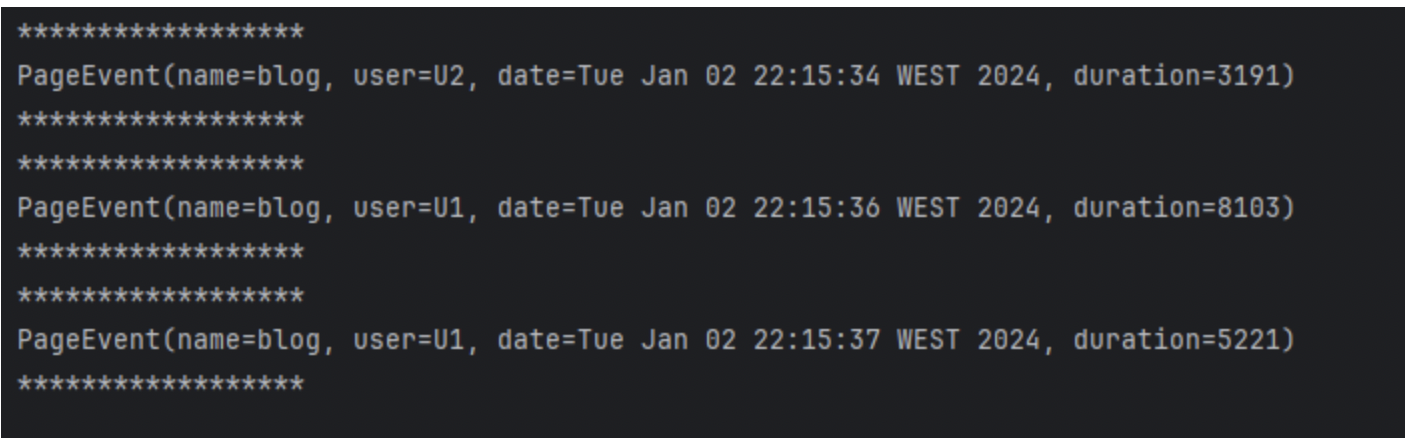 ******************
PageEvent(name=blog, user=U2, date=Tue Jan 02 22:15:34 WEST 2024, duration=3191)
******************
******************
PageEvent(name=blog, user=U1, date=Tue Jan 02 22:15:36 WEST 2024, duration=8103)
******************
******************
PageEvent(name=blog, user=U1, date=Tue Jan 02 22:15:37 WEST 2024, duration=5221)
******************